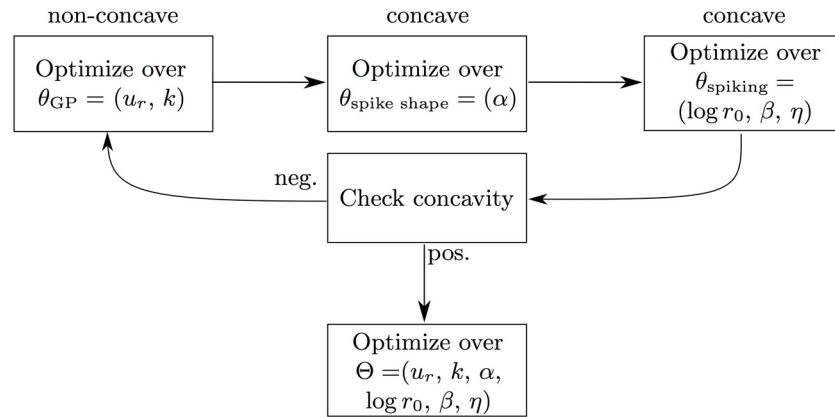 non-concave
concave
concave
Optimize over
θ_GP = (u_r, k)
Optimize over
θ_spike shape = (α)
Optimize over
θ_spiking =
(log r_0, β, η)
neg.
Check concavity
pos.
Optimize over
Θ =(u_r, k, α,
log r_0, β, η)